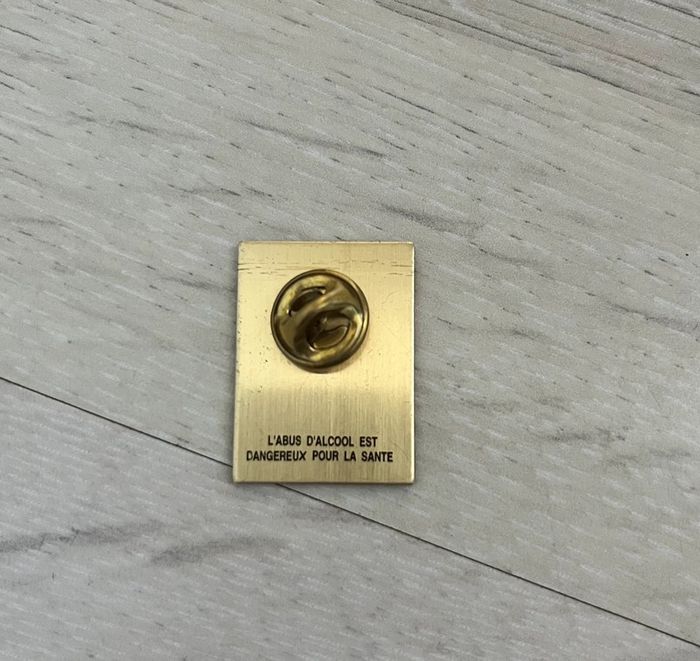 L'ABUS D'ALCOOL EST
DANGEREUX POUR LA SANTE